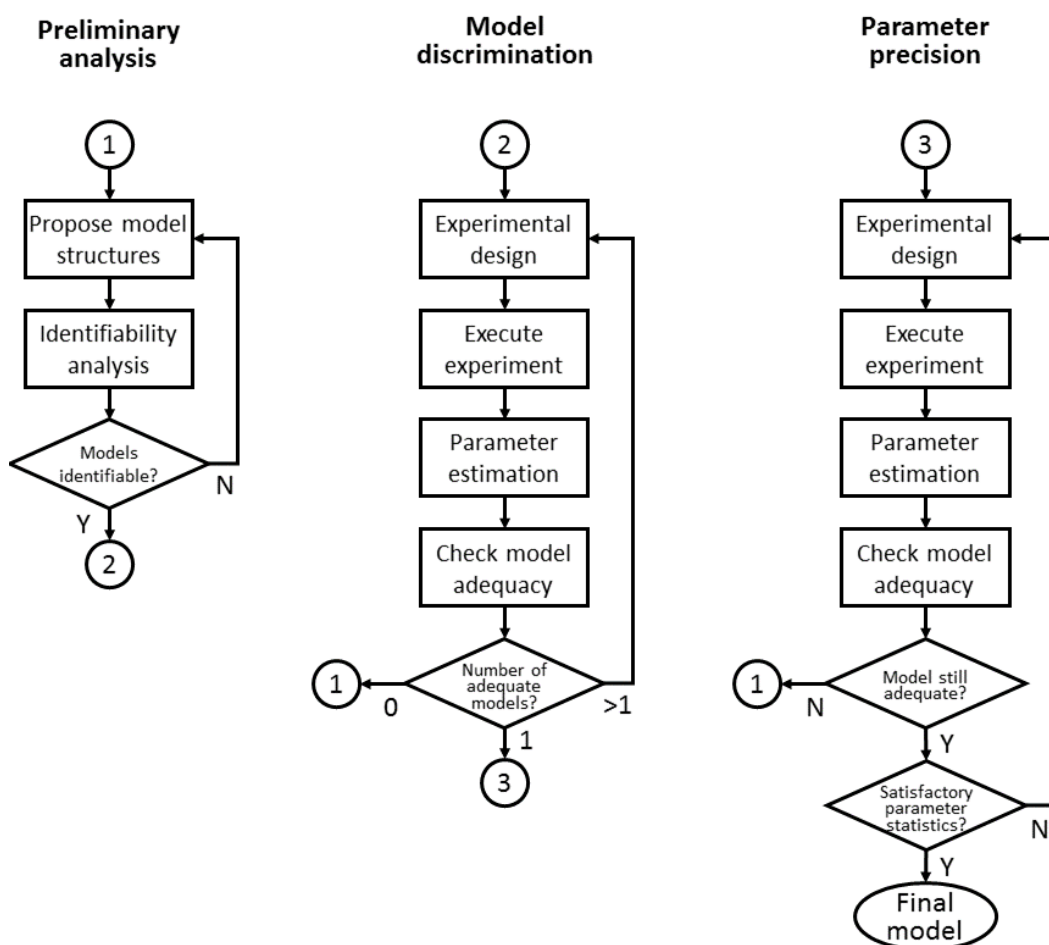 Preliminary
analysis
1
Propose model
structures
Identifiability
analysis
Models
identifiable?
N
Y
2
Model
discrimination
2
Experimental
design
Execute
experiment
Parameter
estimation
Check model
adequacy
Number of
adequate
models?
1
0
>1
1
3
Parameter
precision
3
Experimental
design
Execute
experiment
Parameter
estimation
Check model
adequacy
Model still
adequate?
1
N
Y
Satisfactory
parameter
statistics?
N
Y
Final
model